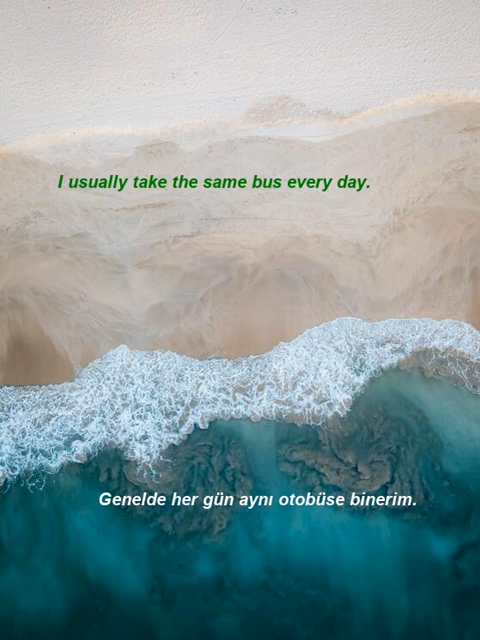 I usually take the same bus every day.
Genelde her gün aynı otobüse binerim.